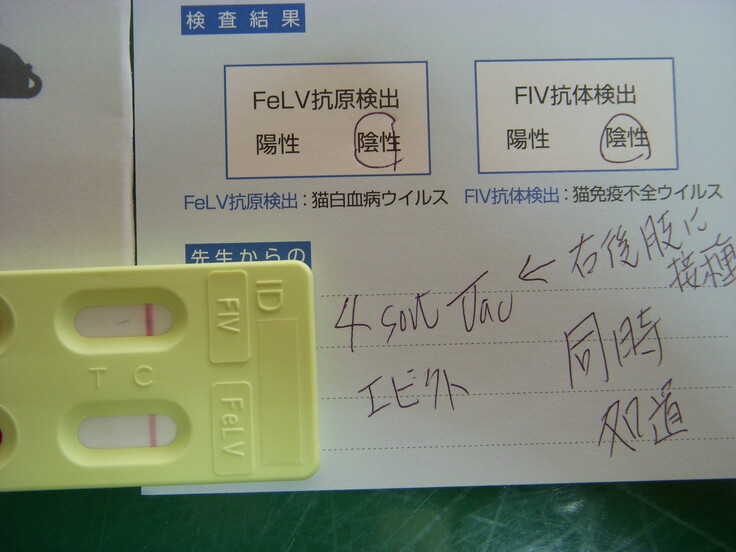 検査結果
FeLV抗原検出
陽性 陰性
FIV抗体検出
陽性 陰性
FeLV抗原検出：猫白血病ウイルス
FIV抗体検出：猫免疫不全ウイルス
先生からの
4 sort Vac ← 右後肢に
接種
エビクト
同時
ID
FIV
T C
FeLV